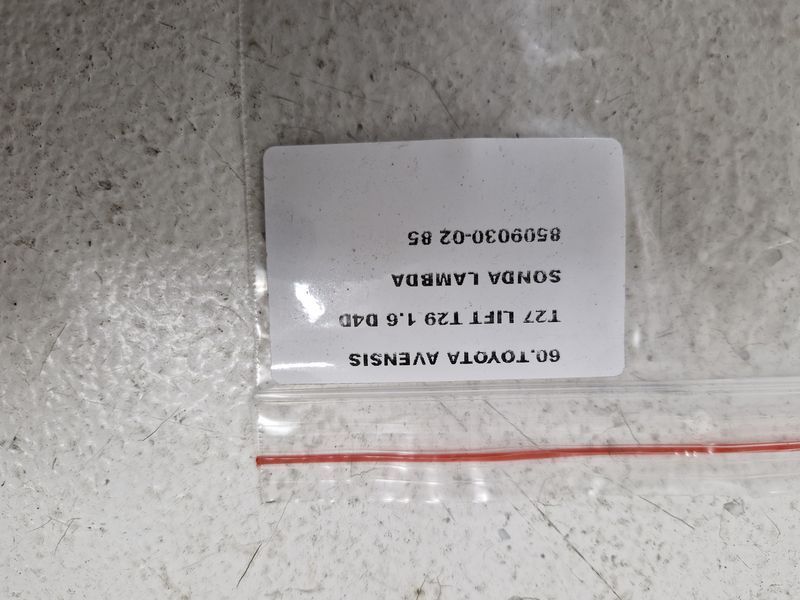 60.TOYOTA AVENSIS
T27 LIFT T29 1.6 D4D
SONDA LAMBDA
8509030-02 85